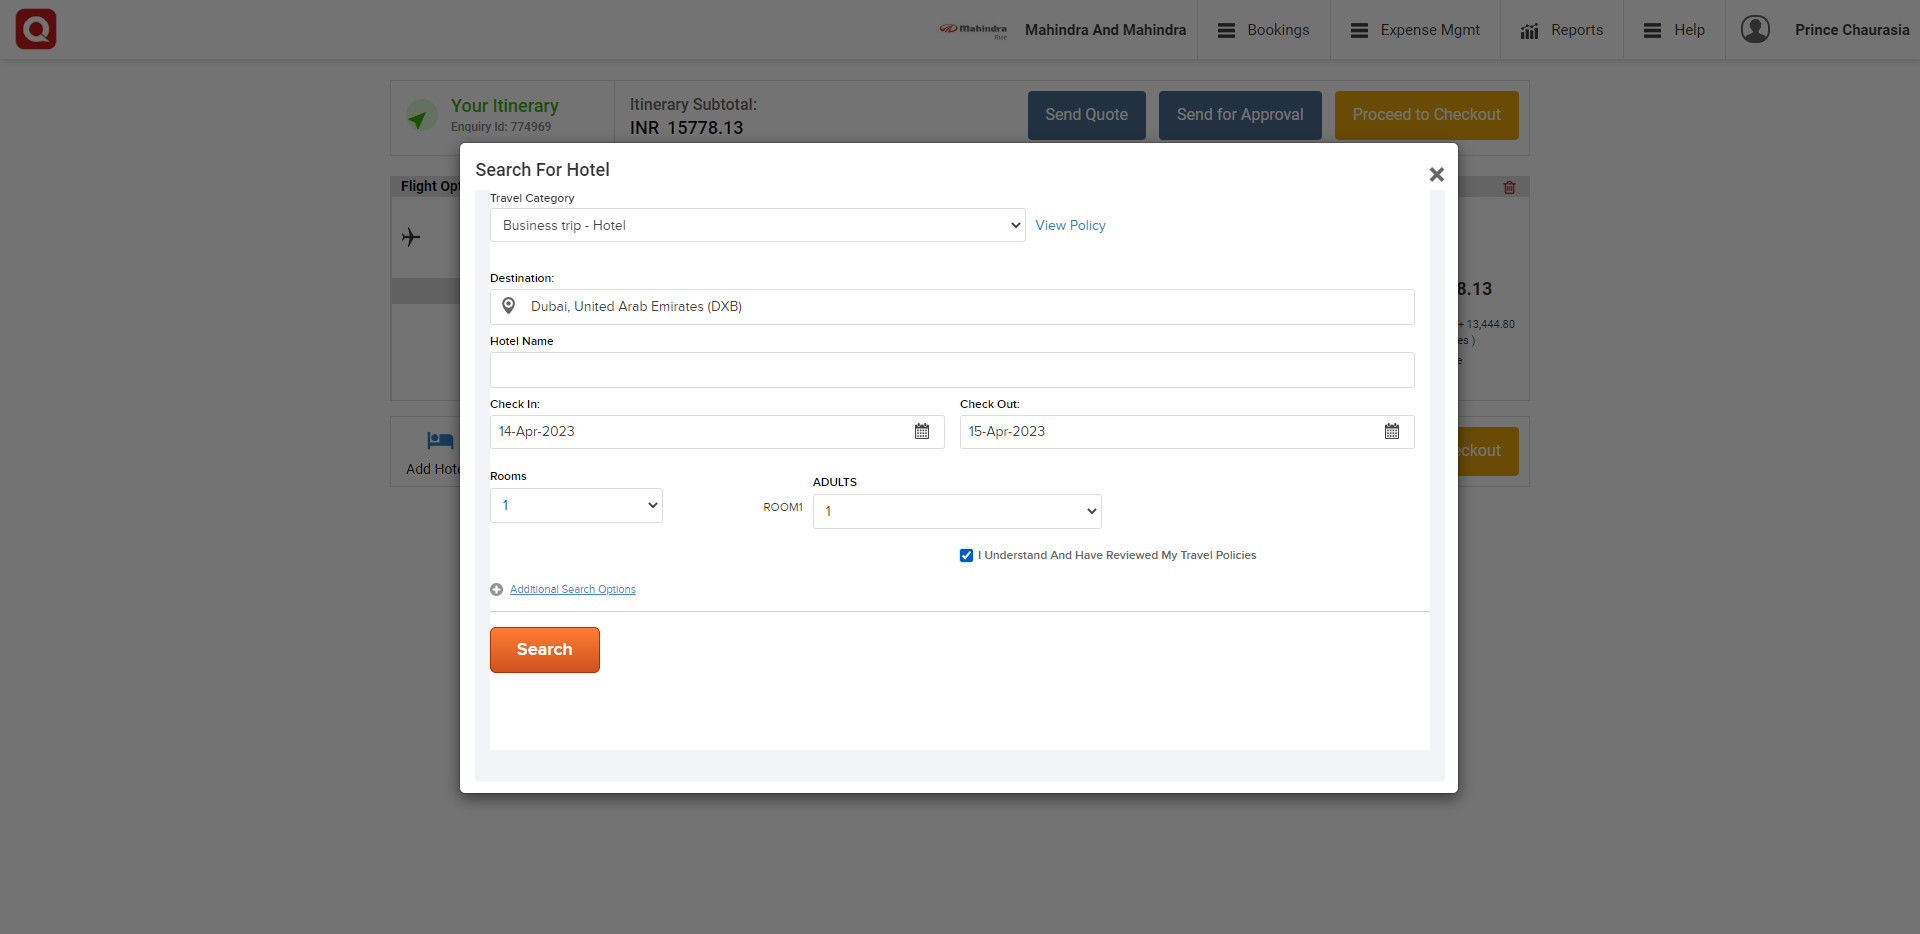 Mahindra
Rise
Mahindra And Mahindra
Bookings
Expense Mgmt
Reports
Help
Prince Chaurasia
Your Itinerary
Enquiry Id: 774969
Itinerary Subtotal:
INR 15778.13
Send Quote
Send for Approval
Proceed to Checkout
Flight Opt
Search For Hotel
Travel Category
Business trip - Hotel
View Policy
Destination:
Dubai, United Arab Emirates (DXB)
Hotel Name
Check In:
Check Out:
14-Apr-2023
15-Apr-2023
8.13
+ 13,444.80
es )
e
Add Hote
ckout
Rooms
1
ADULTS
ROOM1
1
I Understand And Have Reviewed My Travel Policies
Additional Search Options
Search